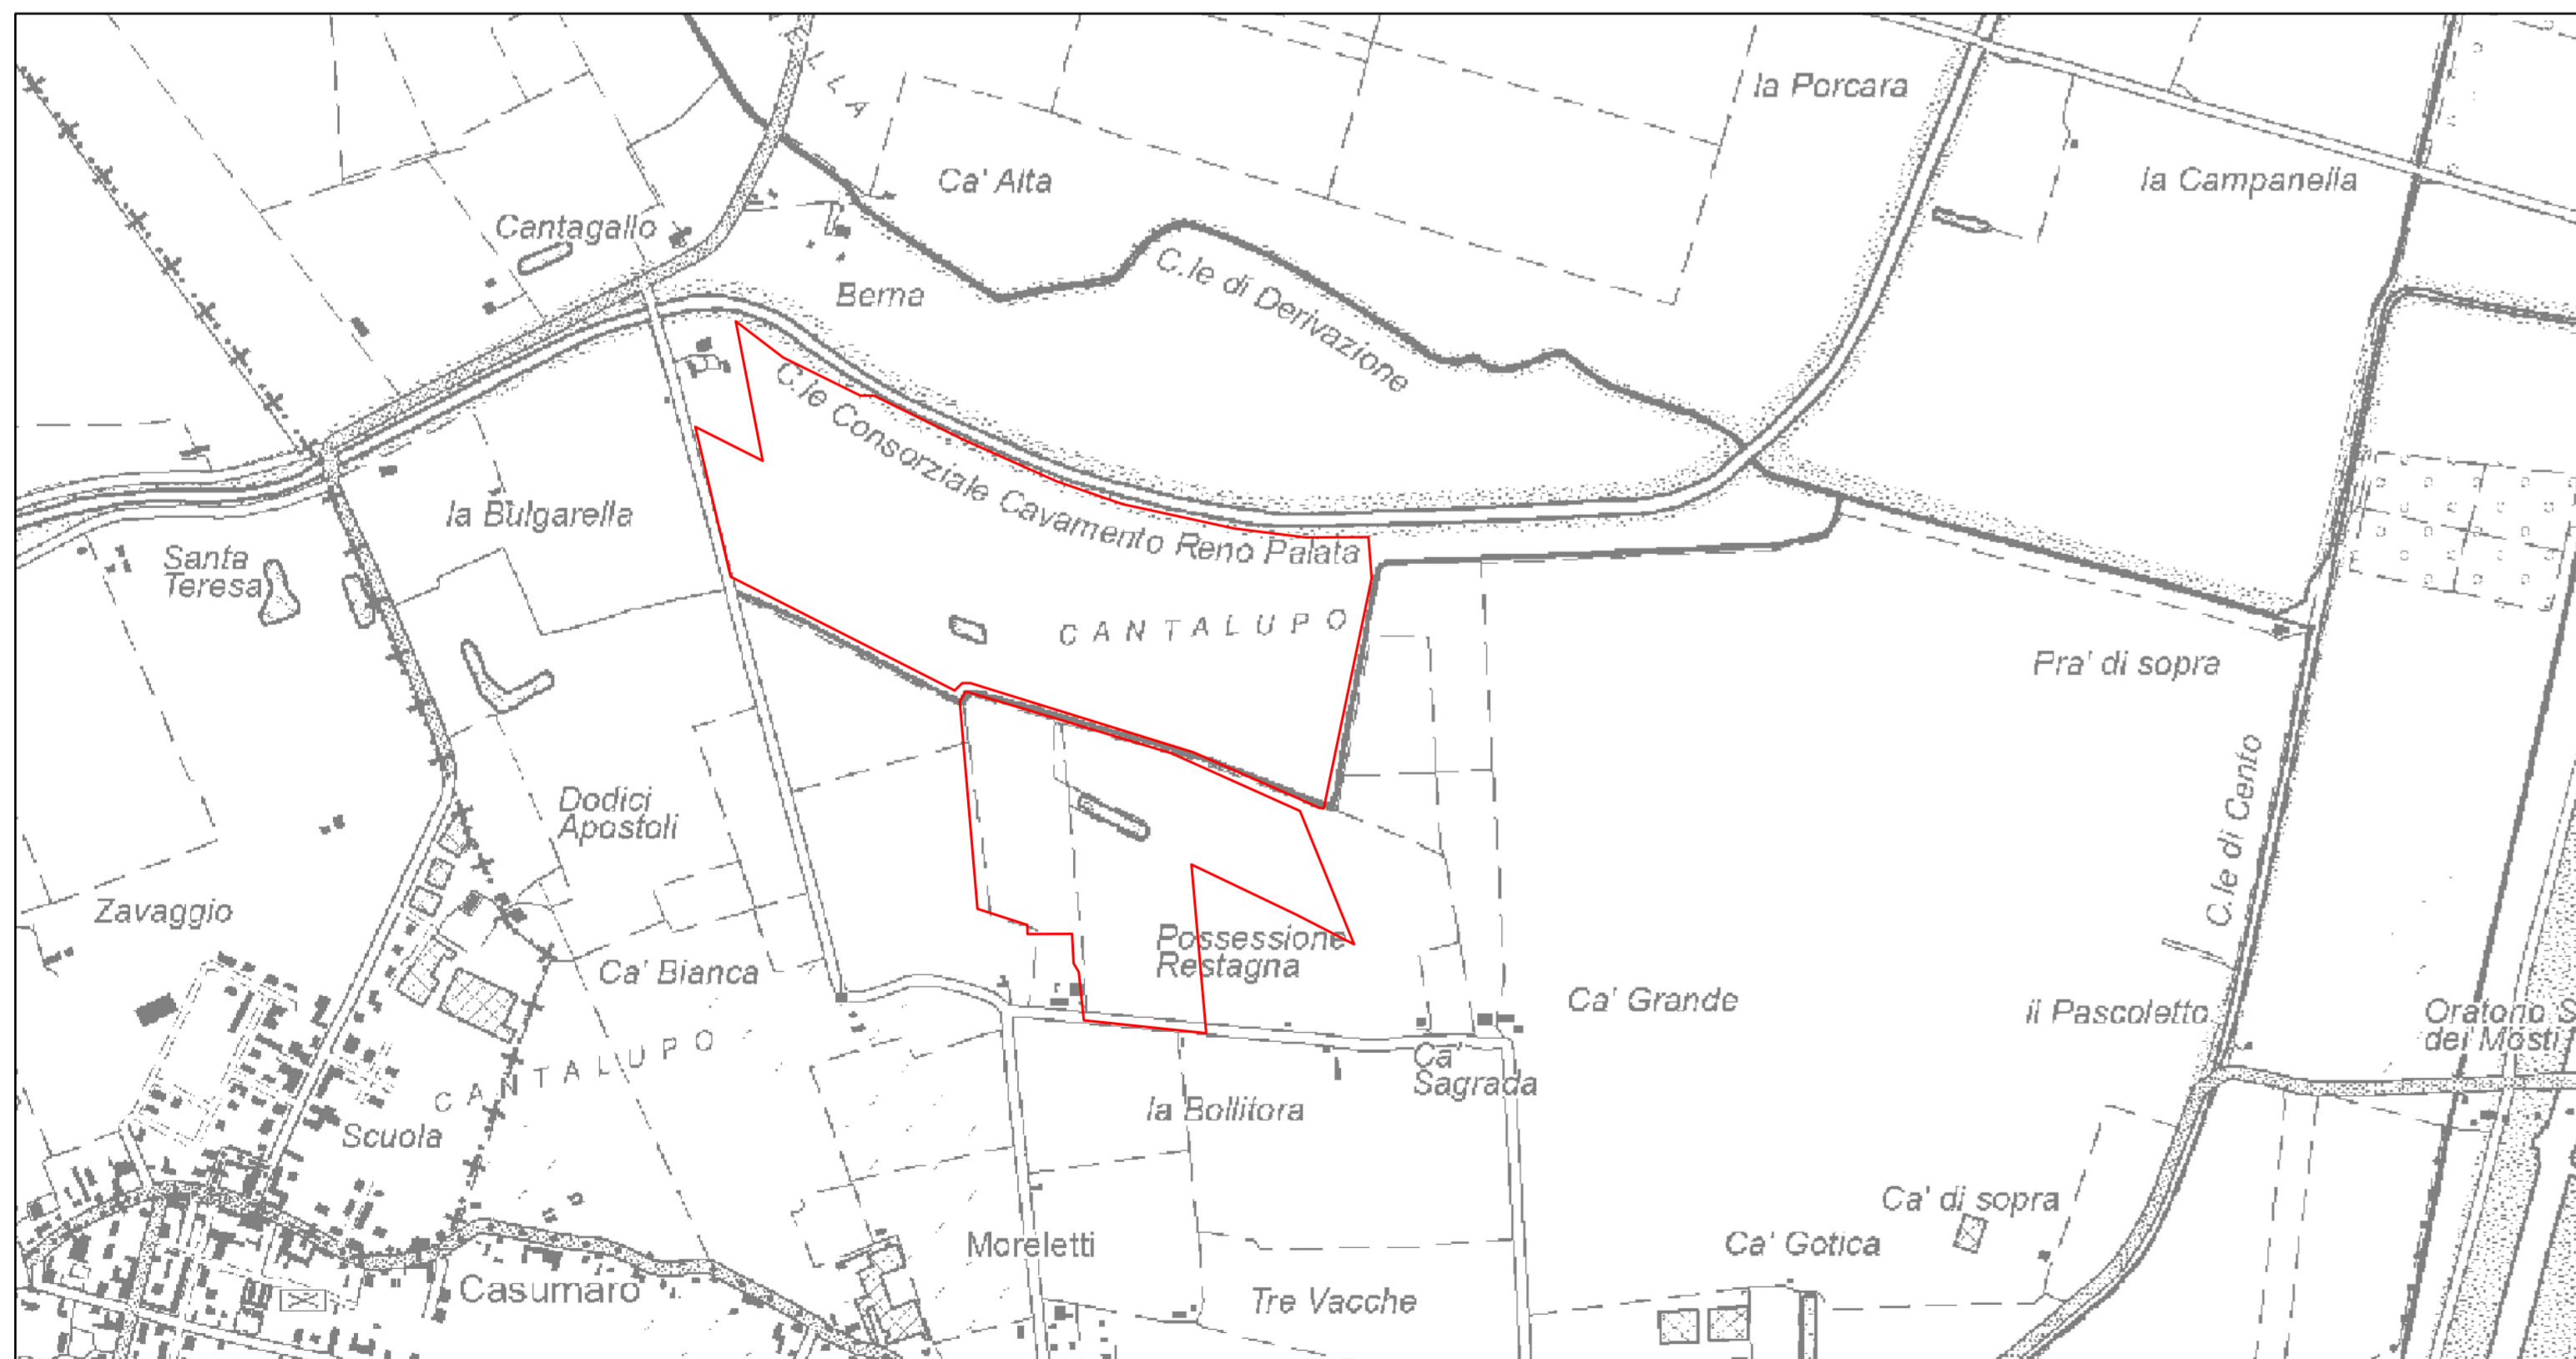 ELLA
la Porcara
Ca' Alta
la Campanella
Cantagallo
Berna
C.le di Derivazione
C.le Consorziale Cavamento Reno Palata
la Bulgarella
Santa
Teresa
CANTALUPO
Pra' di sopra
Dodici
Apostoli
C.le di Cento
Zavaggio
Possessione
Restagna
Ca' Bianca
Ca' Grande
il Pascoletto
Oratorio S
dei Mosti
CANTALUPO
Ca'
Sagrada
la Bollitora
Scuola
Ca' di sopra
Moreletti
Ca' Gotica
Casumaro
Tre Vacche